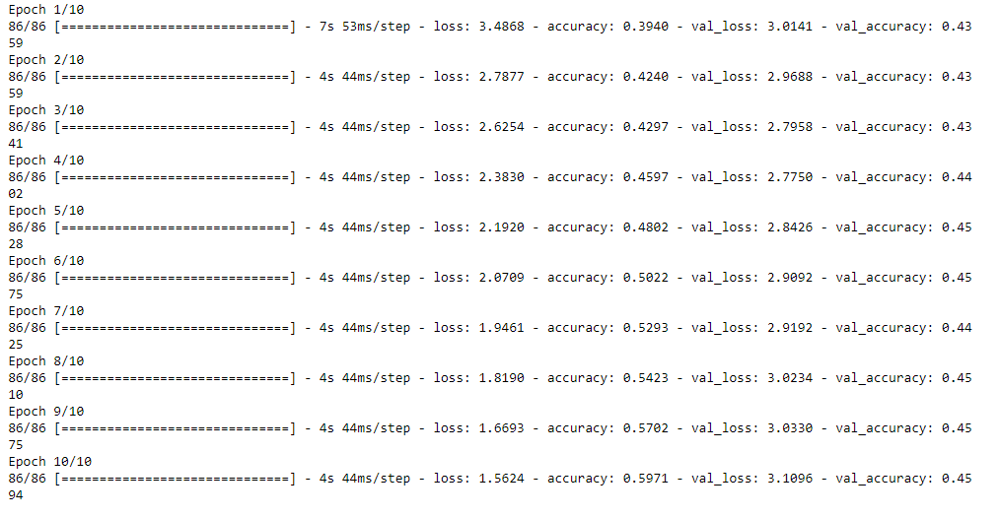 Epoch 1/10
86/86 [==============================] - 7s 53ms/step - loss: 3.4868 - accuracy: 0.3940 - val_loss: 3.0141 - val_accuracy: 0.43
59
Epoch 2/10
86/86 [==============================] - 4s 44ms/step - loss: 2.7877 - accuracy: 0.4240 - val_loss: 2.9688 - val_accuracy: 0.43
59
Epoch 3/10
86/86 [==============================] - 4s 44ms/step - loss: 2.6254 - accuracy: 0.4297 - val_loss: 2.7958 - val_accuracy: 0.43
41
Epoch 4/10
86/86 [==============================] - 4s 44ms/step - loss: 2.3830 - accuracy: 0.4597 - val_loss: 2.7750 - val_accuracy: 0.44
02
Epoch 5/10
86/86 [==============================] - 4s 44ms/step - loss: 2.1920 - accuracy: 0.4802 - val_loss: 2.8426 - val_accuracy: 0.45
28
Epoch 6/10
86/86 [==============================] - 4s 44ms/step - loss: 2.0709 - accuracy: 0.5022 - val_loss: 2.9092 - val_accuracy: 0.45
75
Epoch 7/10
86/86 [==============================] - 4s 44ms/step - loss: 1.9461 - accuracy: 0.5293 - val_loss: 2.9192 - val_accuracy: 0.44
25
Epoch 8/10
86/86 [==============================] - 4s 44ms/step - loss: 1.8190 - accuracy: 0.5423 - val_loss: 3.0234 - val_accuracy: 0.45
10
Epoch 9/10
86/86 [==============================] - 4s 44ms/step - loss: 1.6693 - accuracy: 0.5702 - val_loss: 3.0330 - val_accuracy: 0.45
75
Epoch 10/10
86/86 [==============================] - 4s 44ms/step - loss: 1.5624 - accuracy: 0.5971 - val_loss: 3.1096 - val_accuracy: 0.45
94